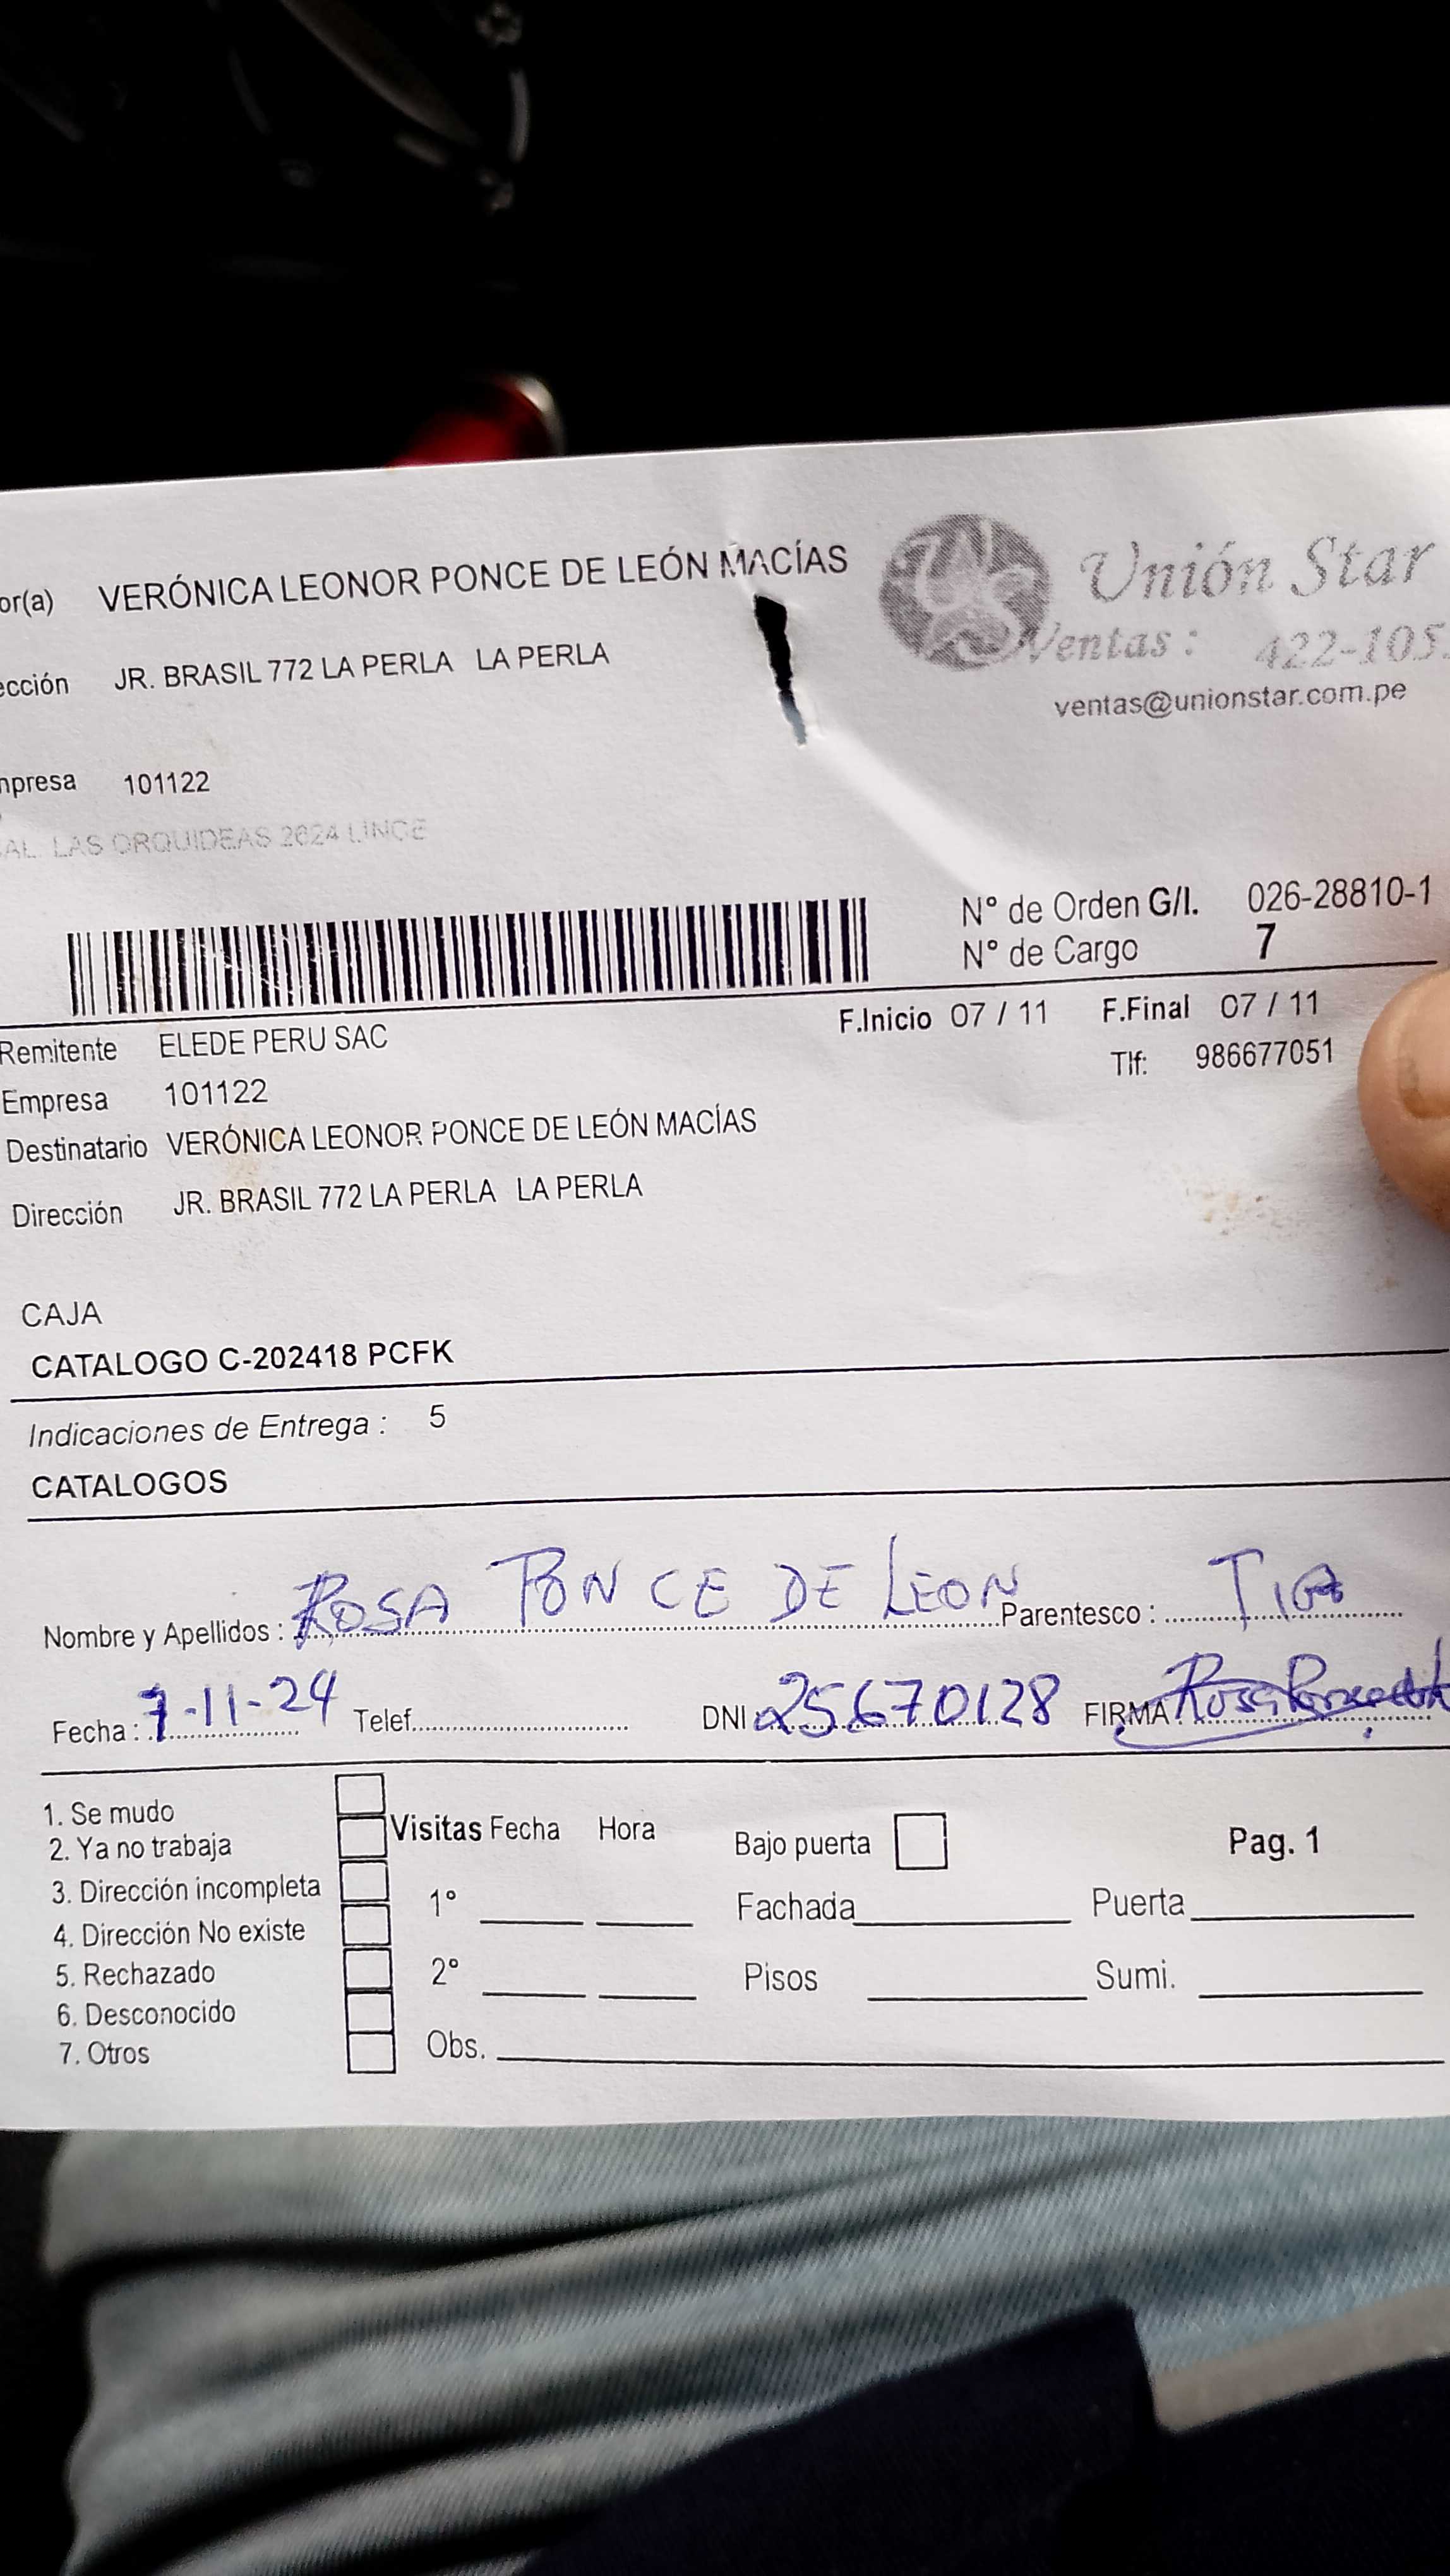 or(a) VERÓNICA LEONOR PONCE DE LEÓN MACÍAS
Unión Star
Ventas : 422-105
ección JR. BRASIL 772 LA PERLA LA PERLA
ventas@unionstar.com.pe
mpresa 101122
CAL. LAS ORQUIDEAS 2624 LINCE
N° de Orden G/I. 026-28810-1
N° de Cargo 7
F.Inicio 07 / 11 F.Final 07 / 11
Remitente ELEDE PERU SAC
Tlf: 986677051
Empresa 101122
Destinatario VERÓNICA LEONOR PONCE DE LEÓN MACÍAS
Dirección JR. BRASIL 772 LA PERLA LA PERLA
CAJA
CATALOGO C-202418 PCFK
Indicaciones de Entrega : 5
CATALOGOS
Nombre y Apellidos : ROSA PONCE DE LEON Parentesco : TIA
Fecha : 7-11-24 Telef. DNI 25670128 FIRMA
1. Se mudo
2. Ya no trabaja
3. Dirección incompleta
4. Dirección No existe
5. Rechazado
6. Desconocido
7. Otros
Visitas Fecha Hora
1°
2°
Obs.
Bajo puerta
Pag. 1
Fachada Puerta
Pisos Sumi.